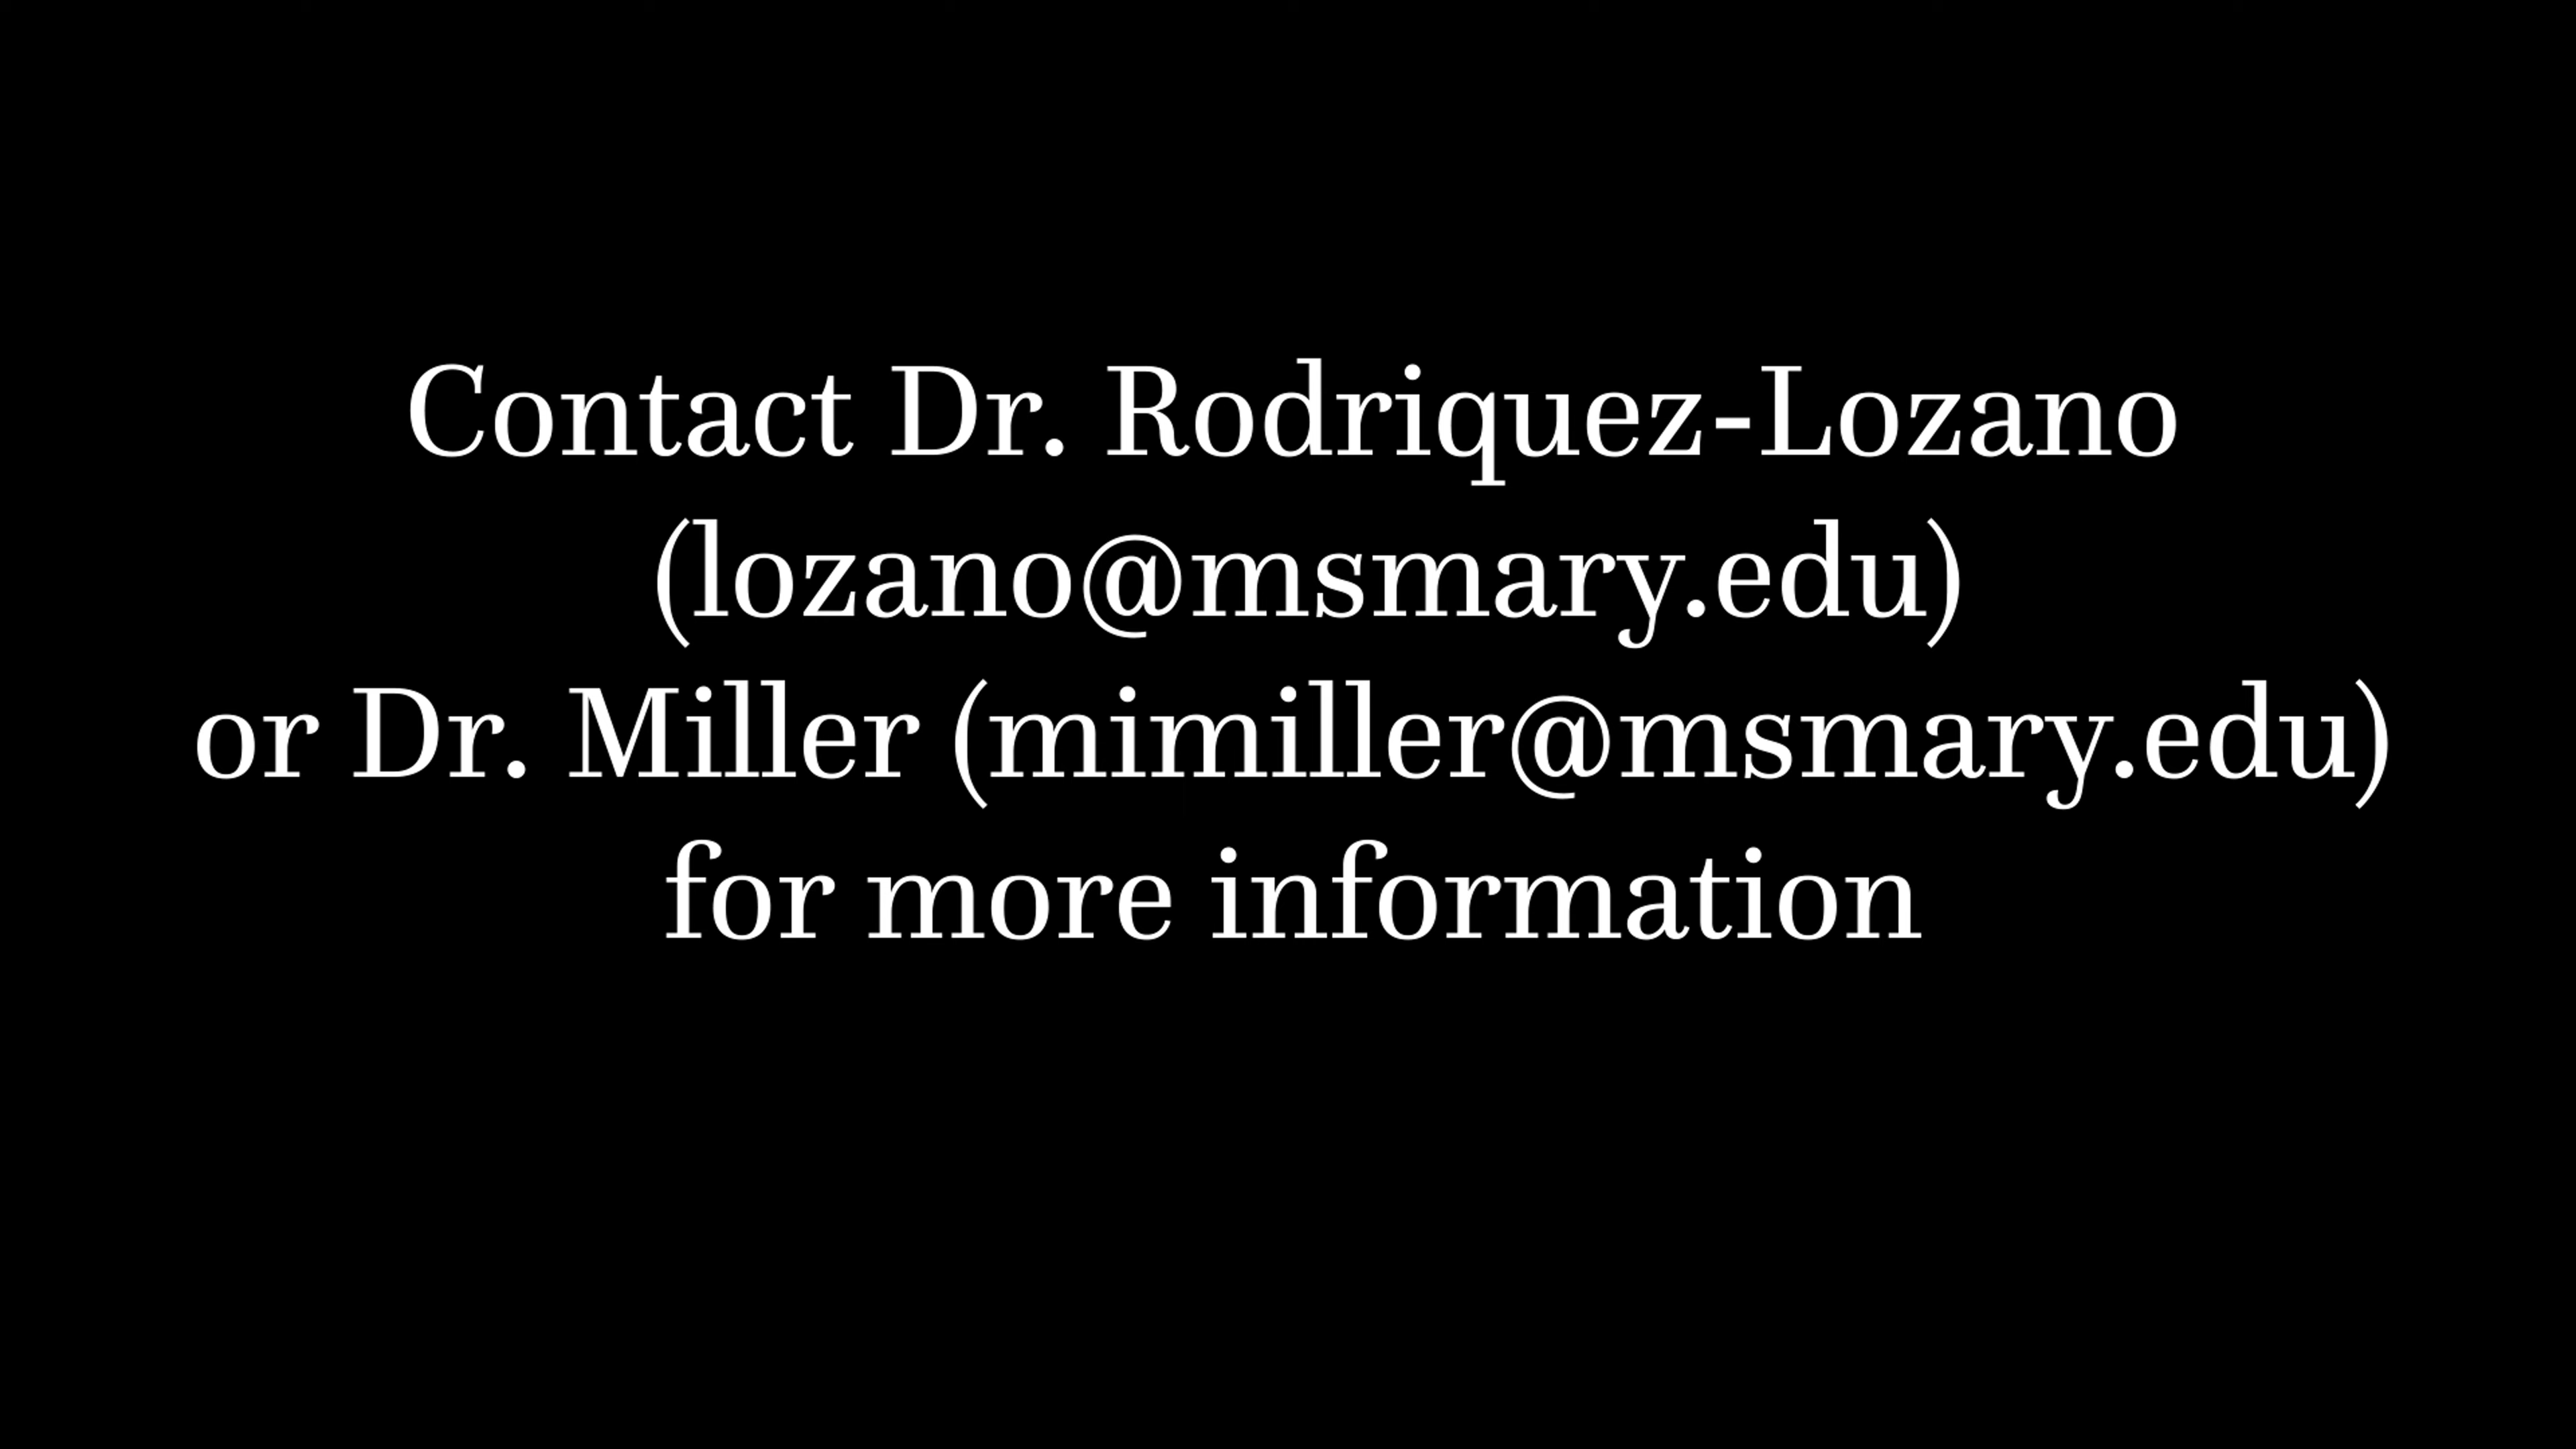 Contact Dr. Rodriquez-Lozano
(lozano@msmary.edu)
or Dr. Miller (mimiller@msmary.edu)
for more information